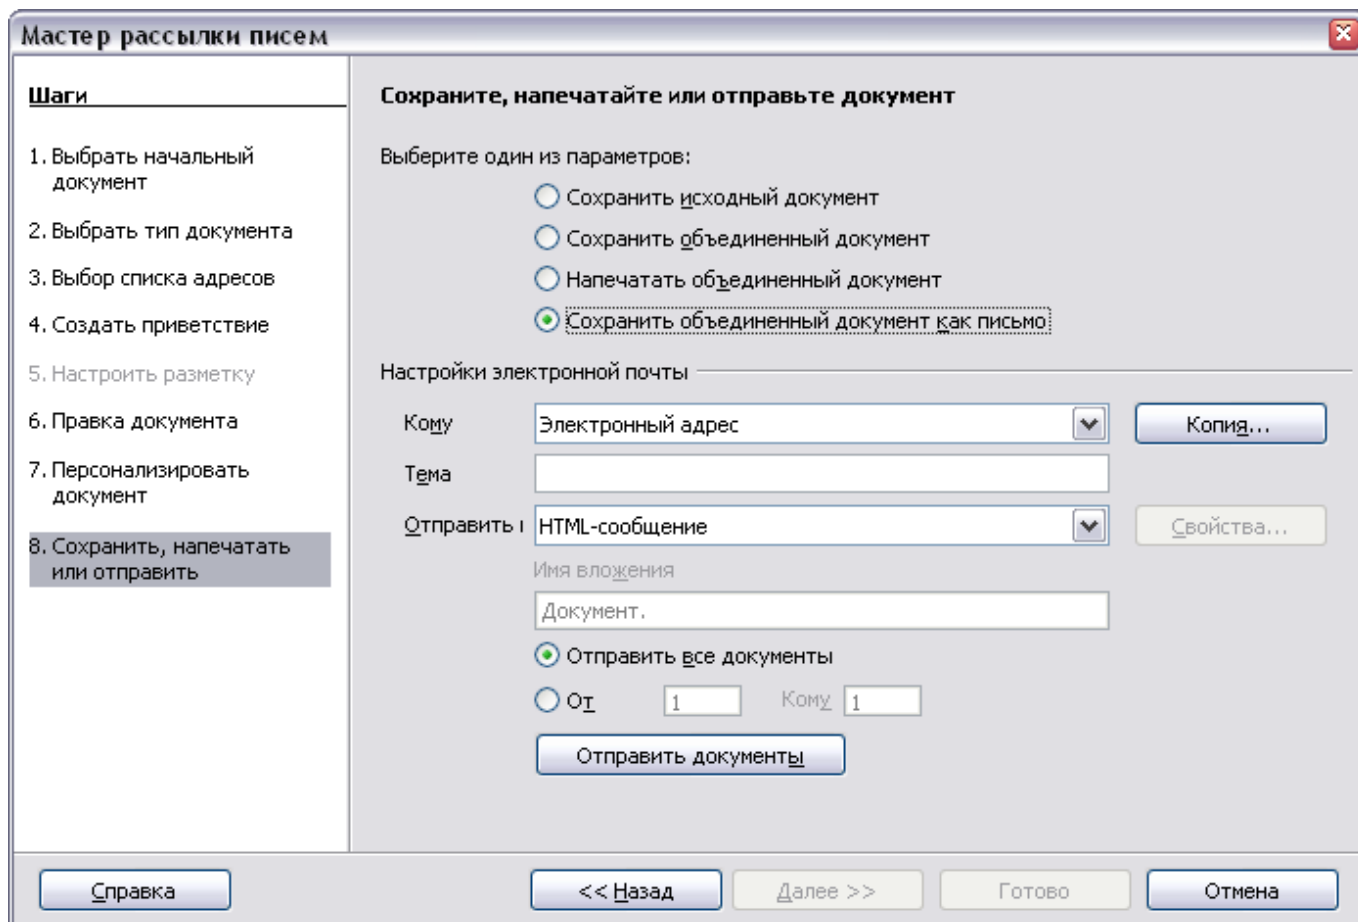 Мастер рассылки писем
Шаги
1. Выбрать начальный
документ
2. Выбрать тип документа
3. Выбор списка адресов
4. Создать приветствие
5. Настроить разметку
6. Правка документа
7. Персонализировать
документ
8. Сохранить, напечатать
или отправить
Сохраните, напечатайте или отправьте документ
Выберите один из параметров:
Сохранить исходный документ
Сохранить объединенный документ
Напечатать объединенный документ
Сохранить объединенный документ как письмо
Настройки электронной почты
Кому Электронный адрес Копия...
Тема
Отправить HTML-сообщение Свойства...
Имя вложения
Документ.
Отправить все документы
От 1 Кому 1
Отправить документы
Справка << Назад Далее >> Готово Отмена